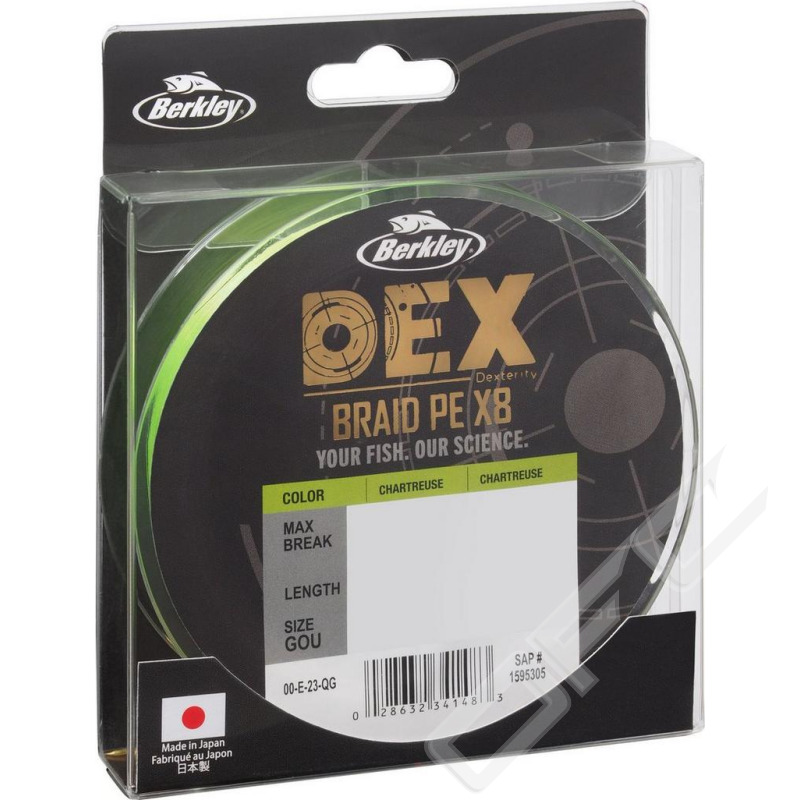 Berkley
Berkley
DEX
Dexterity
BRAID PE X8
YOUR FISH. OUR SCIENCE.
COLOR CHARTREUSE CHARTREUSE
MAX
BREAK
LENGTH
SIZE
GOU
00-E-23-QG
SAP #
1595305
0 28632 34148 3
Made in Japan
Fabriqué au Japon
日本製